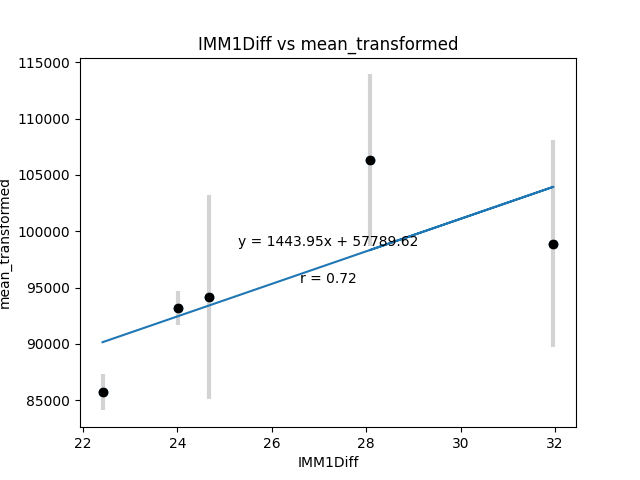 IMM1Diff vs mean_transformed
115000
110000
105000
100000
95000
90000
85000
mean_transformed
y = 1443.95x + 57789.62
r = 0.72
22
24
26
28
30
32
IMM1Diff